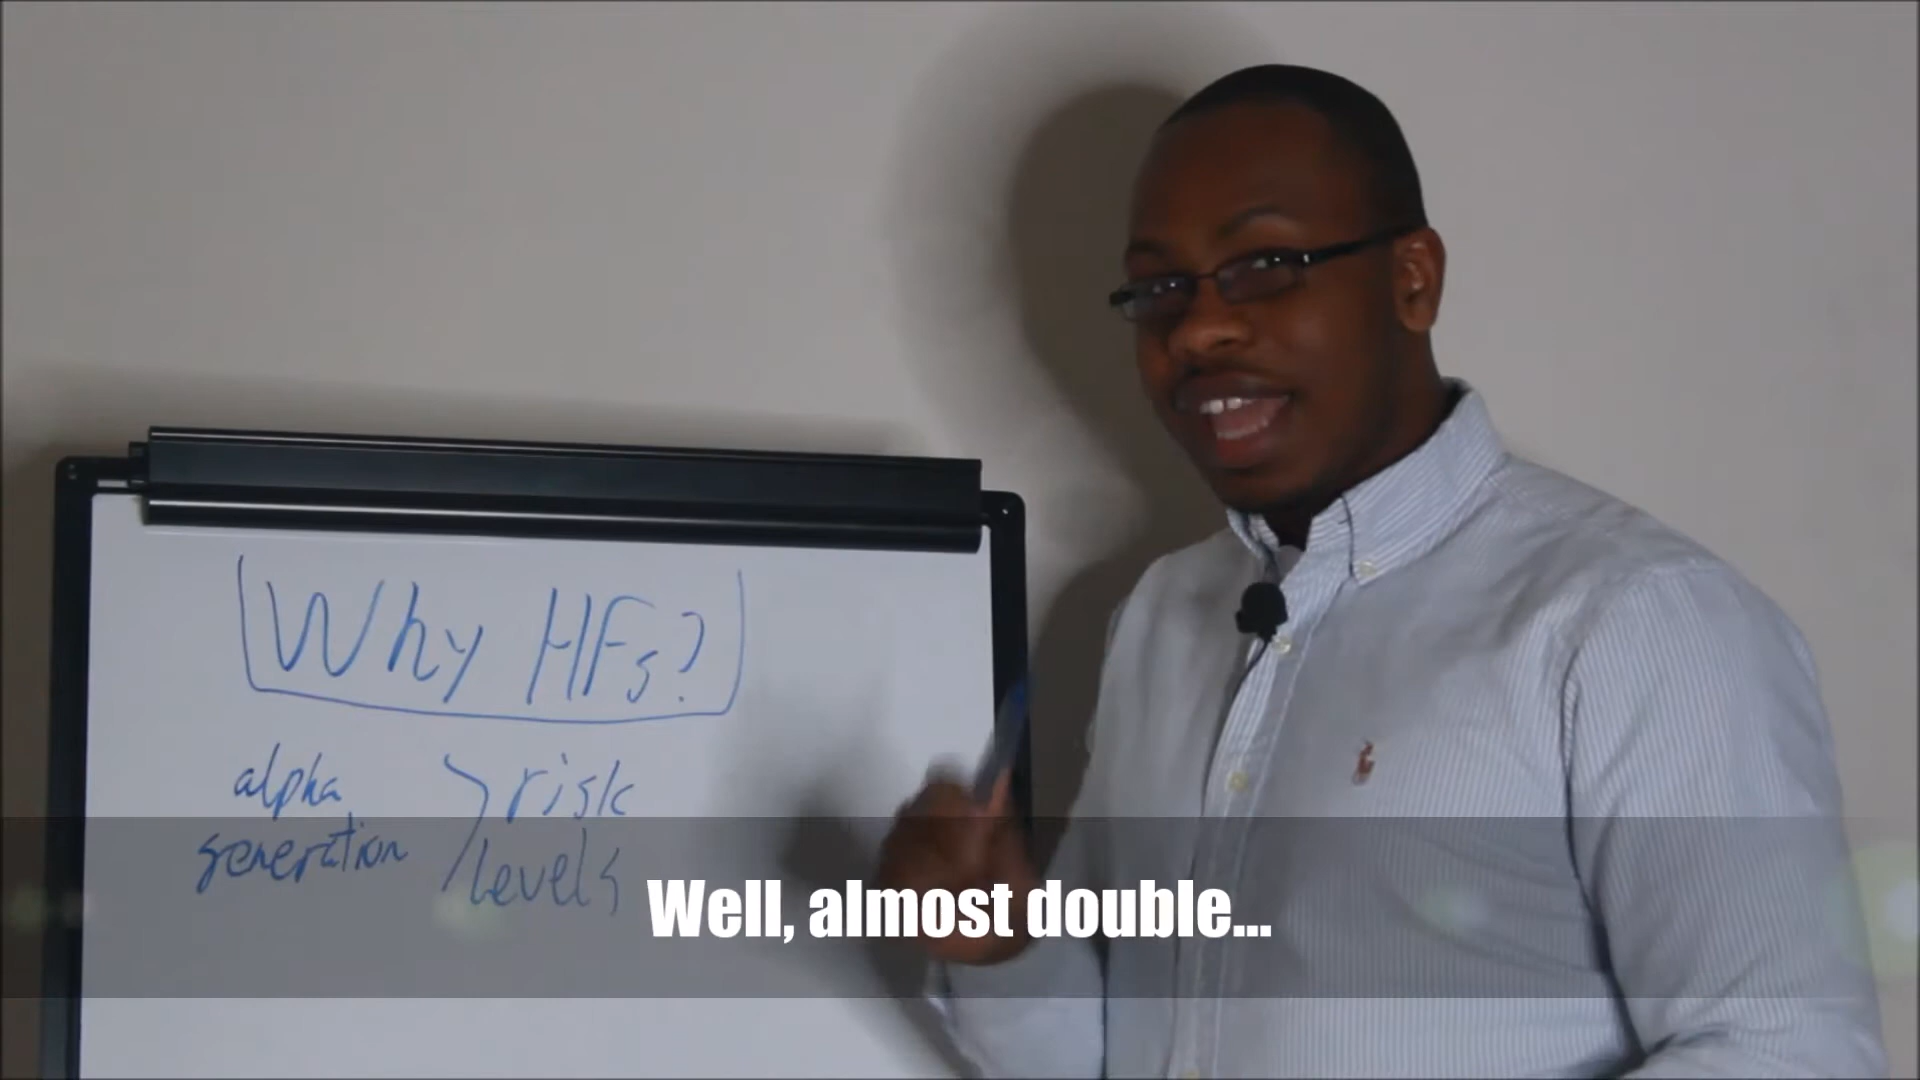 Why HFs?
alpha > risk
generation levels
Well, almost double...